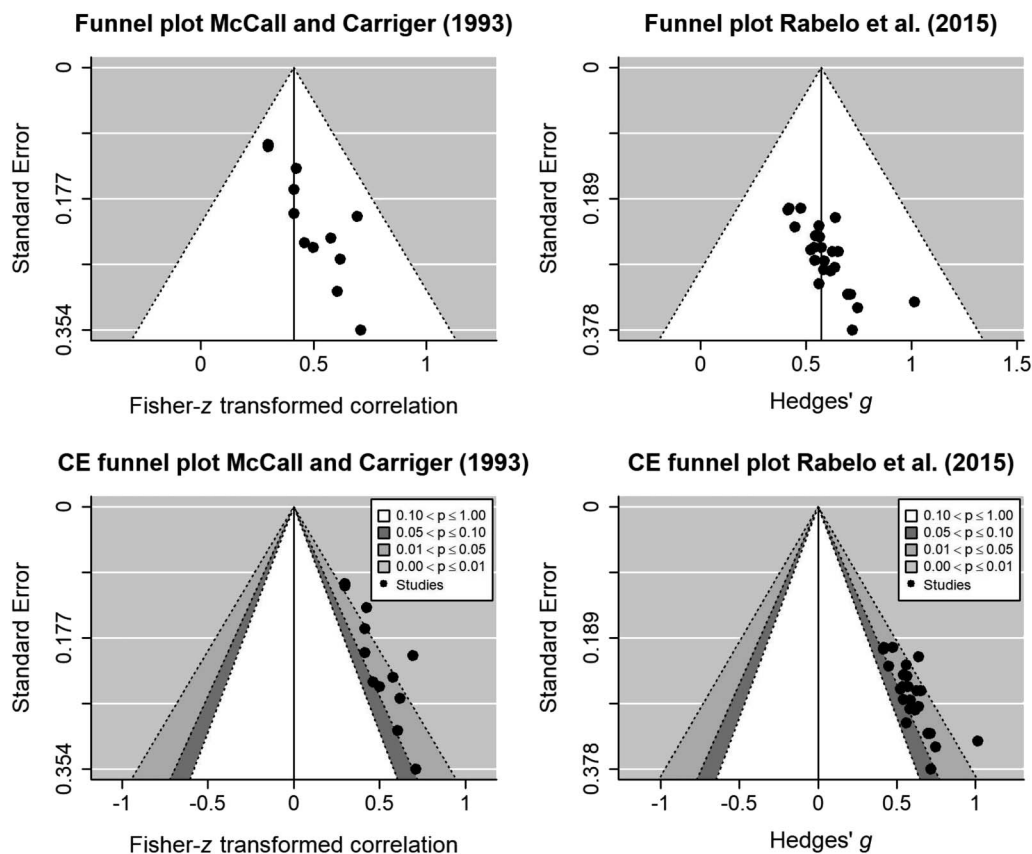 Funnel plot McCall and Carriger (1993)
Standard Error
0
0.177
0.354
0
0.5
1
Fisher-z transformed correlation
Funnel plot Rabelo et al. (2015)
Standard Error
0
0.189
0.378
0
0.5
1
1.5
Hedges' g
CE funnel plot McCall and Carriger (1993)
Standard Error
0
0.177
0.354
0.10 < p ≤ 1.00
0.05 < p ≤ 0.10
0.01 < p ≤ 0.05
0.00 < p ≤ 0.01
Studies
-1
-0.5
0
0.5
1
Fisher-z transformed correlation
CE funnel plot Rabelo et al. (2015)
Standard Error
0
0.189
0.378
0.10 < p ≤ 1.00
0.05 < p ≤ 0.10
0.01 < p ≤ 0.05
0.00 < p ≤ 0.01
Studies
-1
-0.5
0
0.5
1
Hedges' g